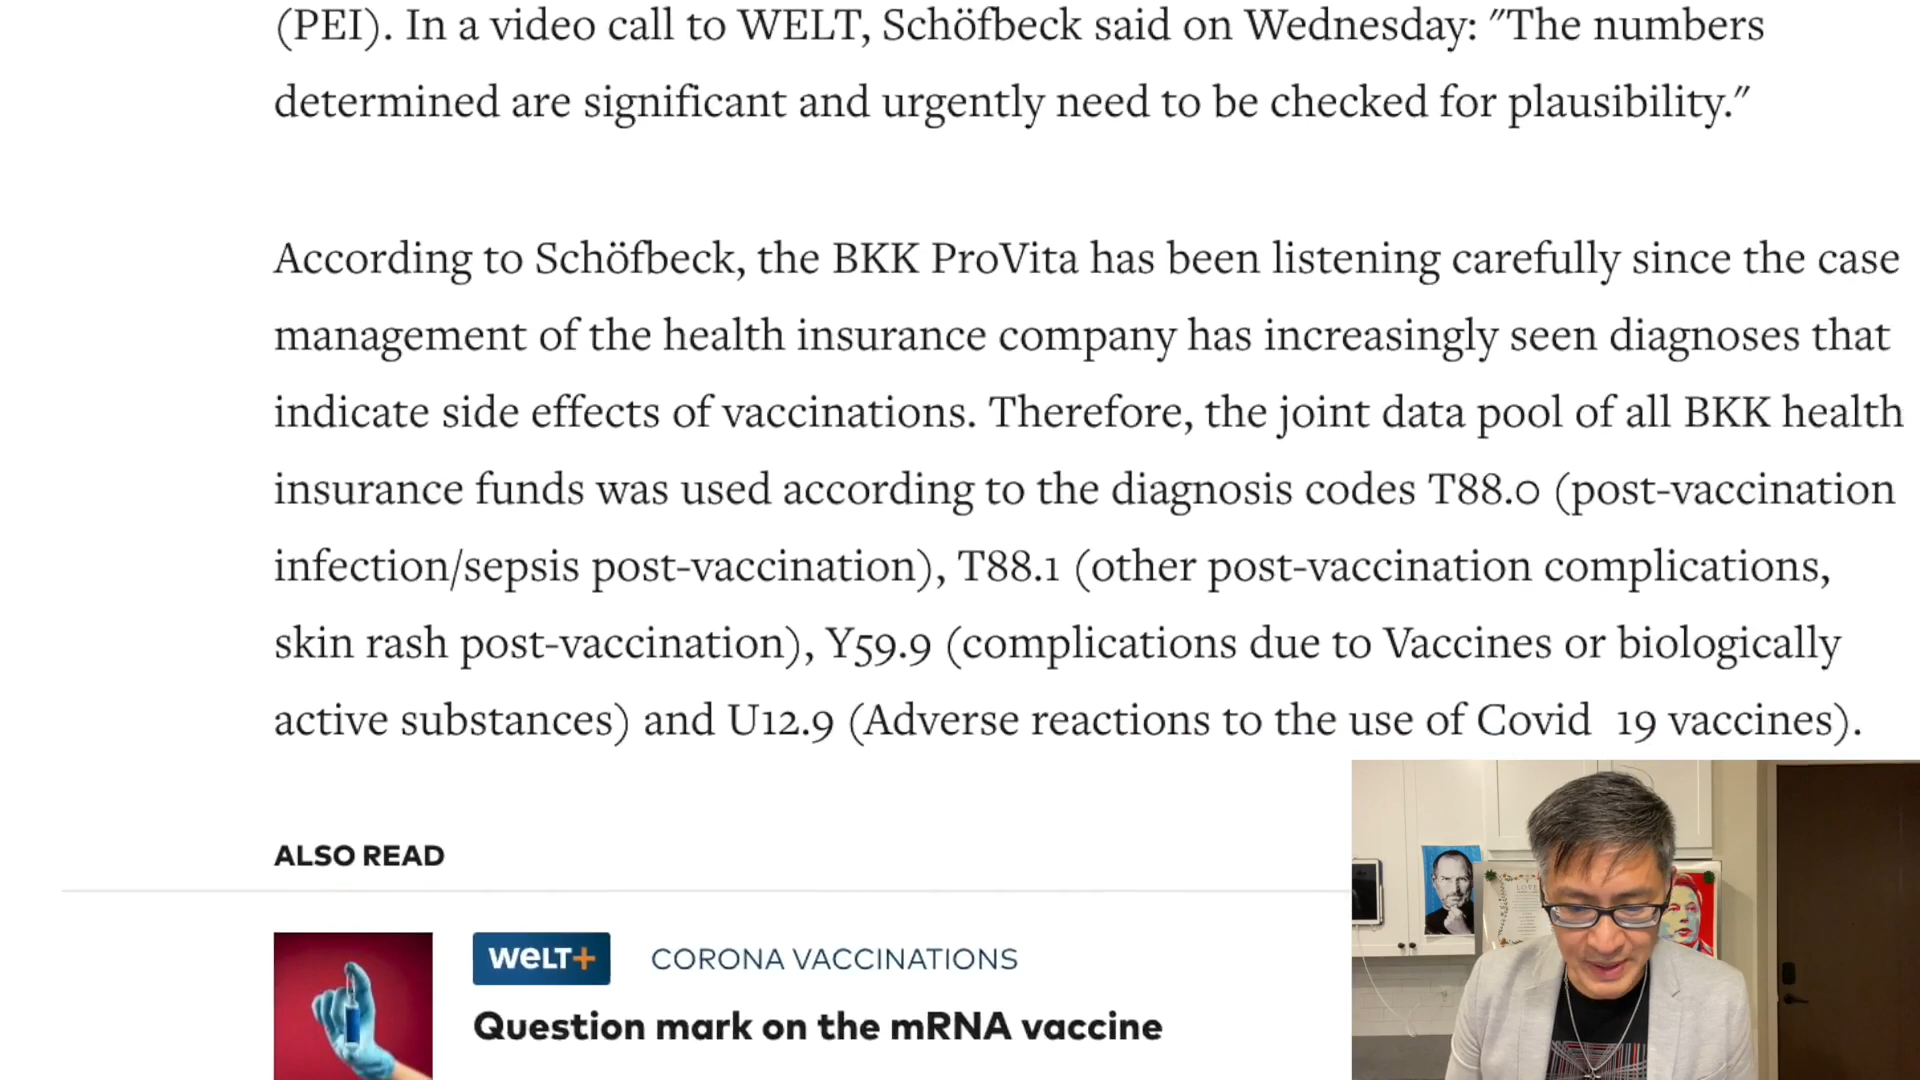 (PEI). In a video call to WELT, Schöfbeck said on Wednesday: "The numbers
determined are significant and urgently need to be checked for plausibility."
According to Schöfbeck, the BKK ProVita has been listening carefully since the case
management of the health insurance company has increasingly seen diagnoses that
indicate side effects of vaccinations. Therefore, the joint data pool of all BKK health
insurance funds was used according to the diagnosis codes T88.0 (post-vaccination
infection/sepsis post-vaccination), T88.1 (other post-vaccination complications,
skin rash post-vaccination), Y59.9 (complications due to Vaccines or biologically
active substances) and U12.9 (Adverse reactions to the use of Covid 19 vaccines).
ALSO READ
WELT+ CORONA VACCINATIONS
Question mark on the mRNA vaccine
LOVE